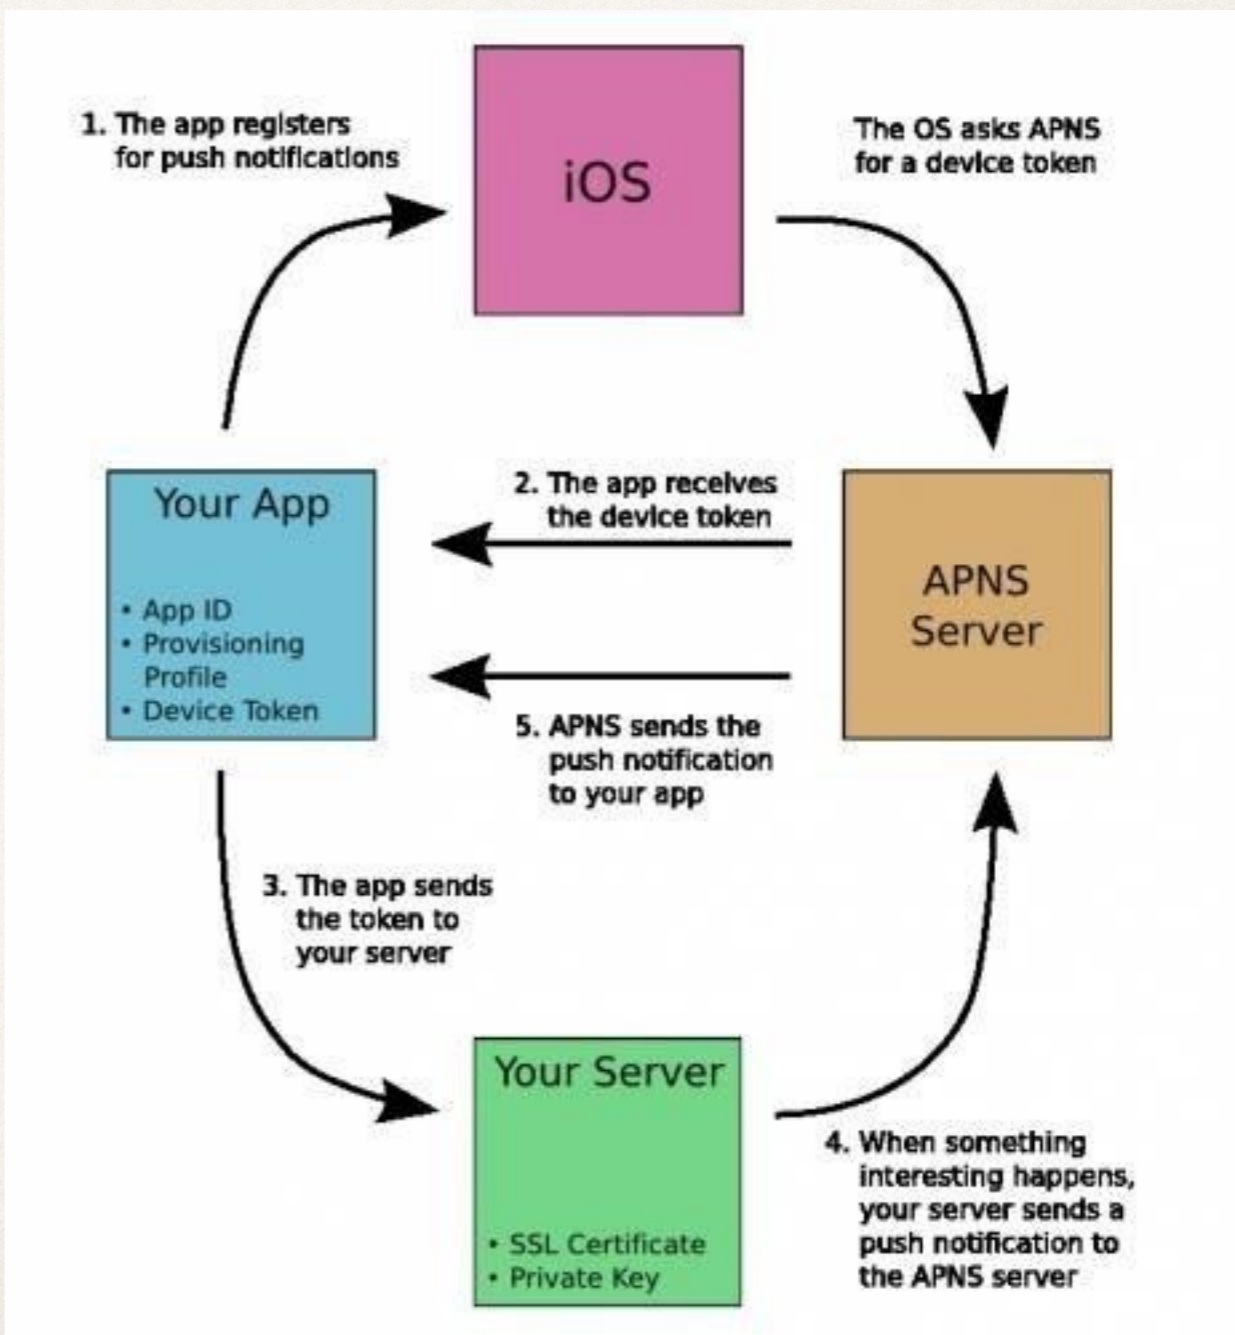 1. The app registers
for push notifications
iOS
The OS asks APNS
for a device token
Your App
• App ID
• Provisioning
Profile
• Device Token
2. The app receives
the device token
APNS
Server
5. APNS sends the
push notification
to your app
3. The app sends
the token to
your server
Your Server
• SSL Certificate
• Private Key
4. When something
interesting happens,
your server sends a
push notification to
the APNS server